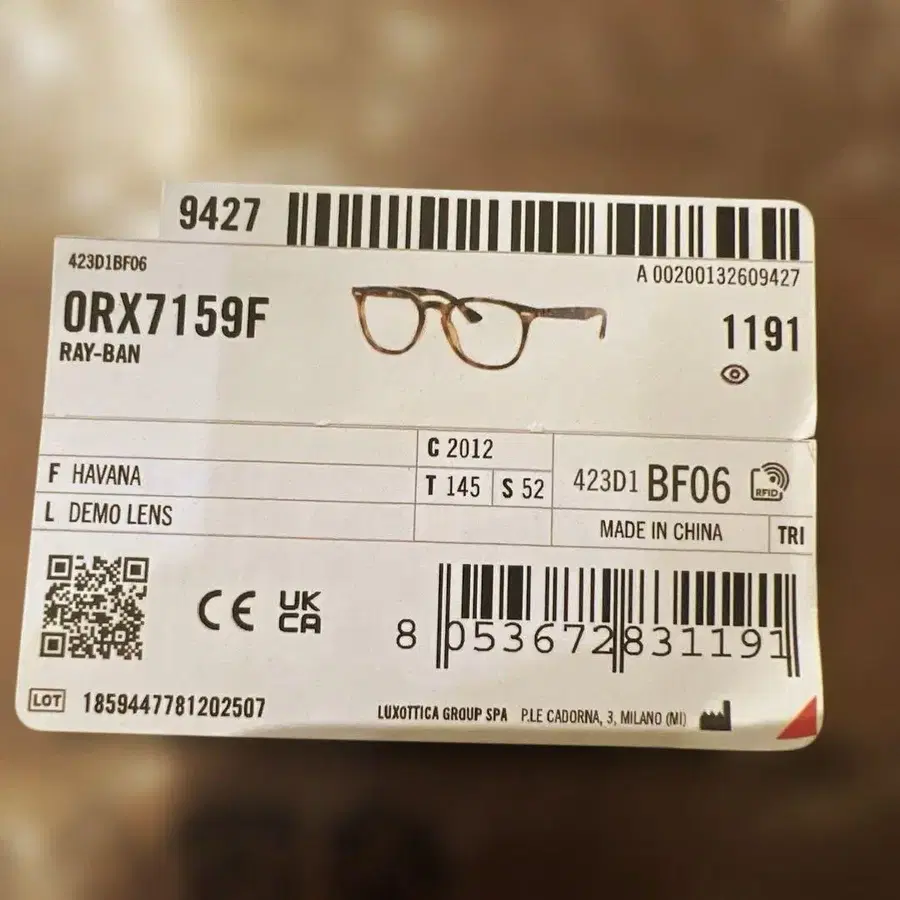 9427
423D1BF06
A 00200132609427
0RX7159F
RAY-BAN
1191
C 2012
F HAVANA
T 145 S 52
423D1 BF06
RFID
L DEMO LENS
MADE IN CHINA
TRI
CE UK CA
8 053672 831191
LOT 1859447781202507
LUXOTTICA GROUP SPA P.LE CADORNA, 3, MILANO (MI)